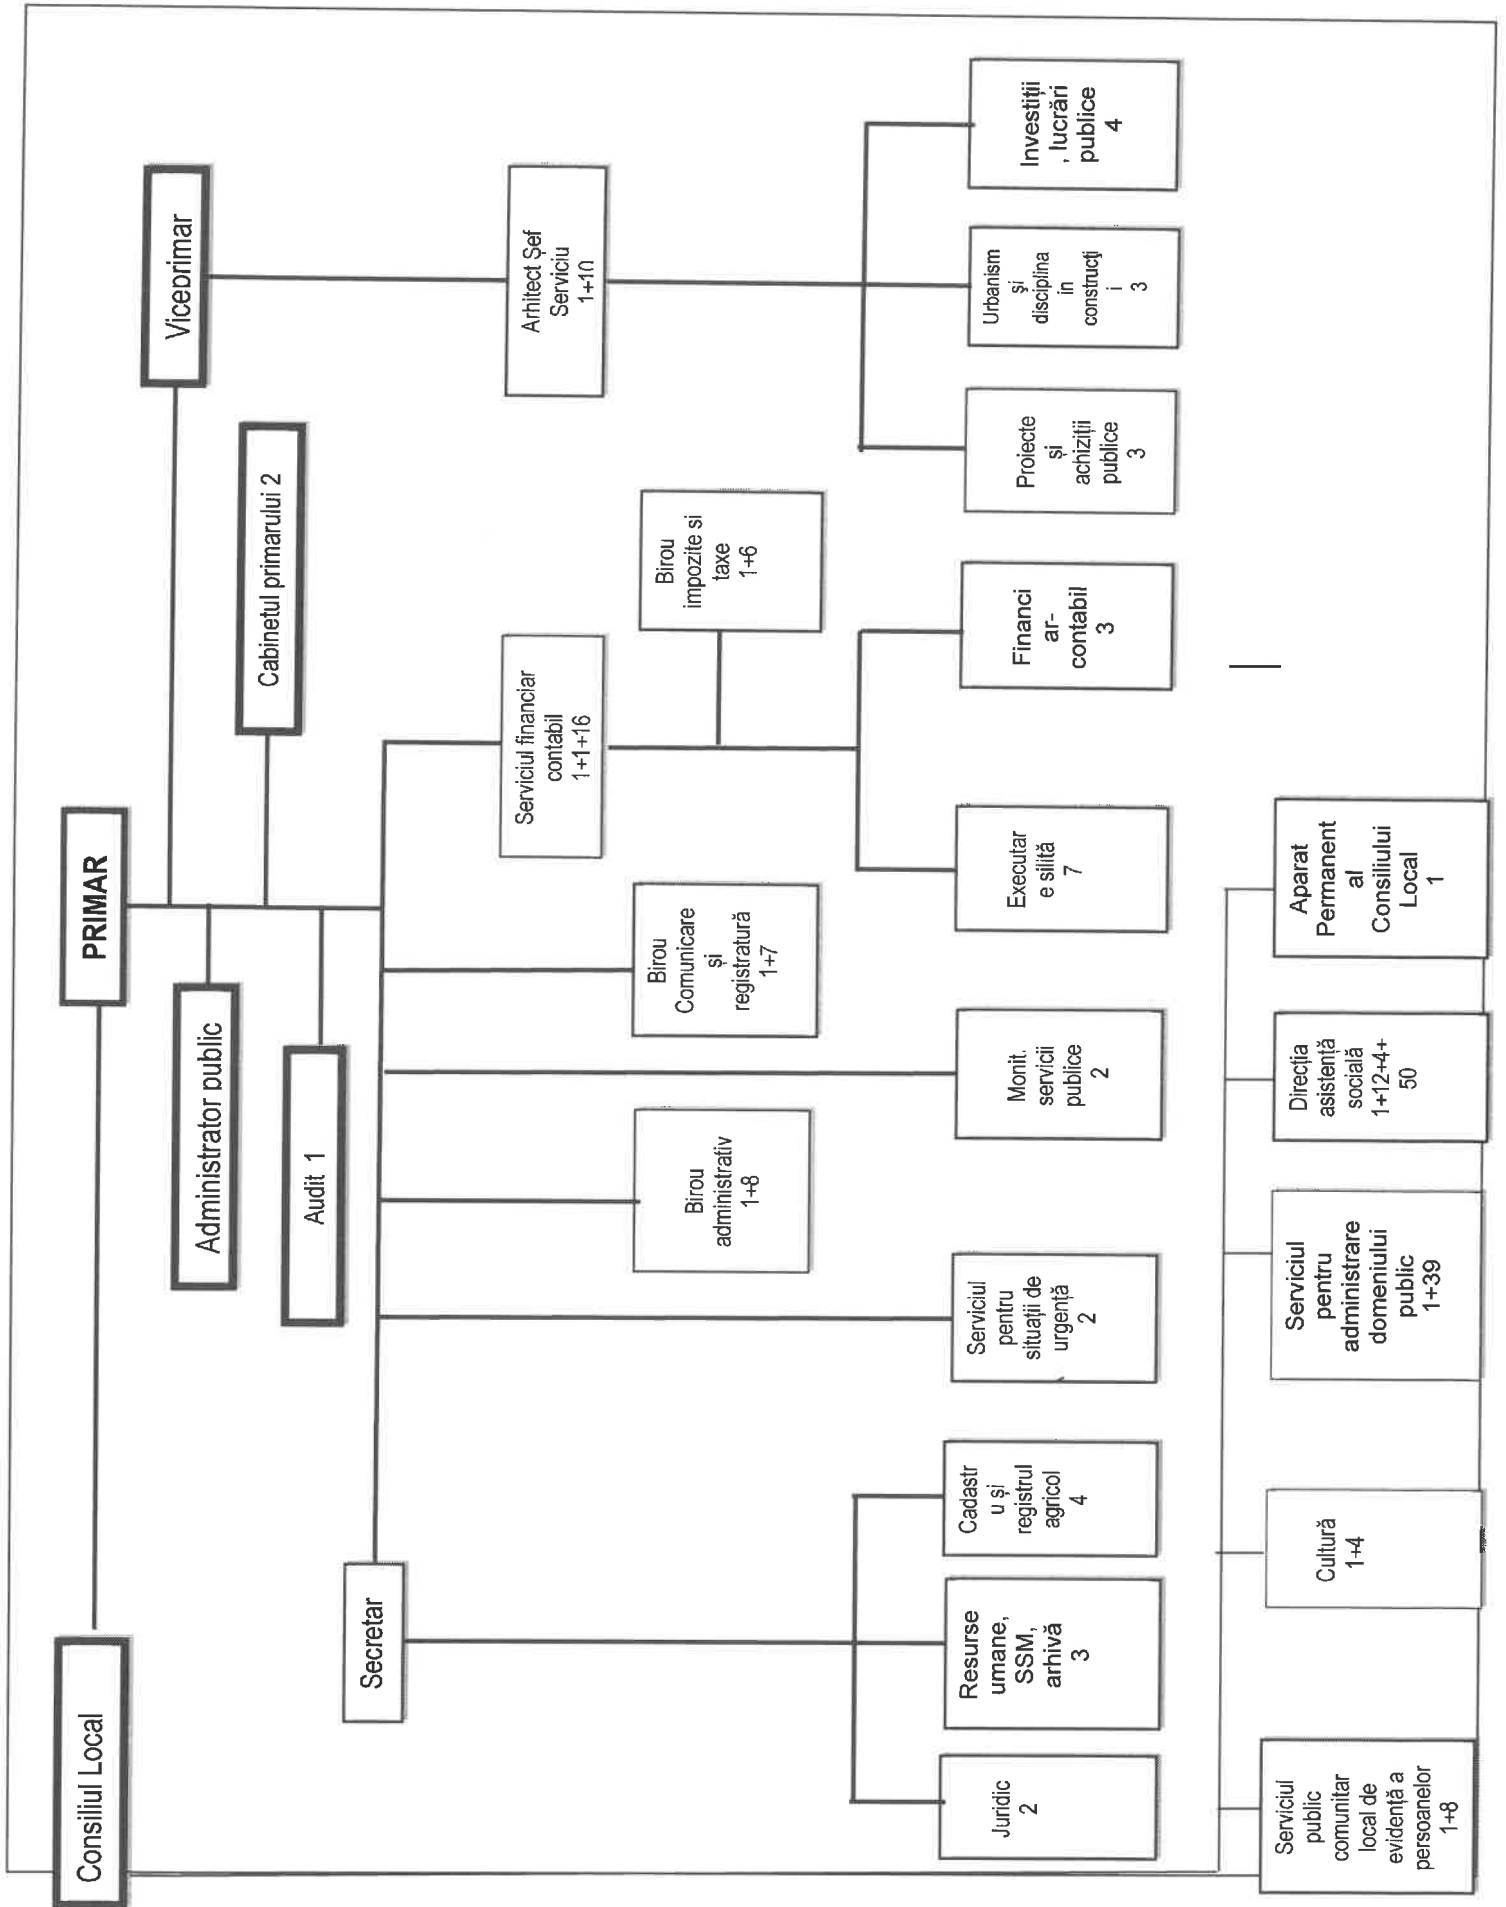 Consiliul Local
PRIMAR
Viceprimar
Administrator public
Cabinetul primarului 2
Audit 1
Secretar
Serviciul financiar
contabil
1+1+16
Arhitect Șef
Serviciu
1+10
Birou
administrativ
1+8
Birou
Comunicare
și
registratură
1+7
Birou
impozite si
taxe
1+6
Juridic
2
Resurse
umane,
SSM,
arhivă
3
Cadastr
u și
registrul
agricol
4
Serviciul
pentru
situații de
urgență
2
Monit.
servicii
publice
2
Executar
e silită
7
Financi
ar-
contabil
3
Proiecte
și
achiziții
publice
3
Urbanism
și
disciplina
in
construcți
i
3
Investiții
, lucrări
publice
4
Serviciul
public
comunitar
local de
evidență a
persoanelor
1+8
Cultură
1+4
Serviciul
pentru
administrare
domeniului
public
1+39
Direcția
asistență
socială
1+12+4+
50
Aparat
Permanent
al
Consiliului
Local
1